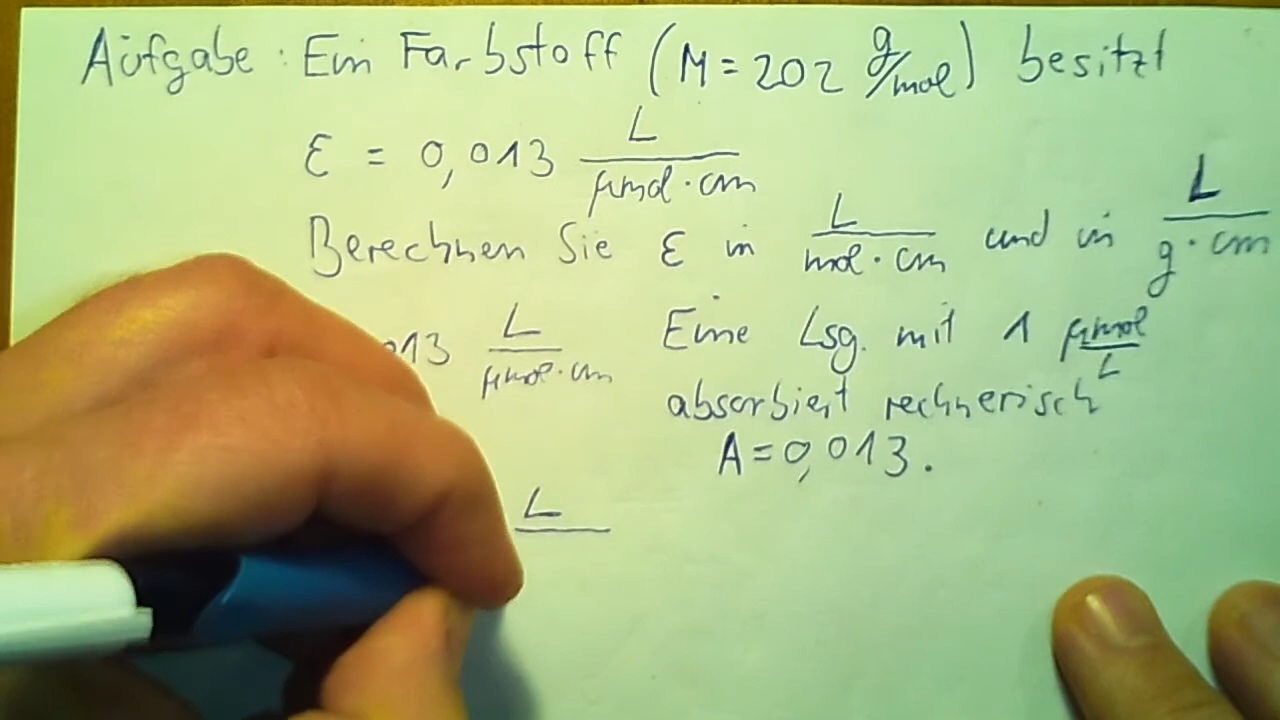 Aufgabe : Ein Farbstoff (M = 202 g/mol) besitzt
ε = 0,013 L/μmol · cm
Berechnen Sie ε in L/mol · cm und in L/g · cm
013 L/μmol · cm
Eine Lsg. mit 1 μmol/L
absorbiert rechnerisch
A = 0,013.
L